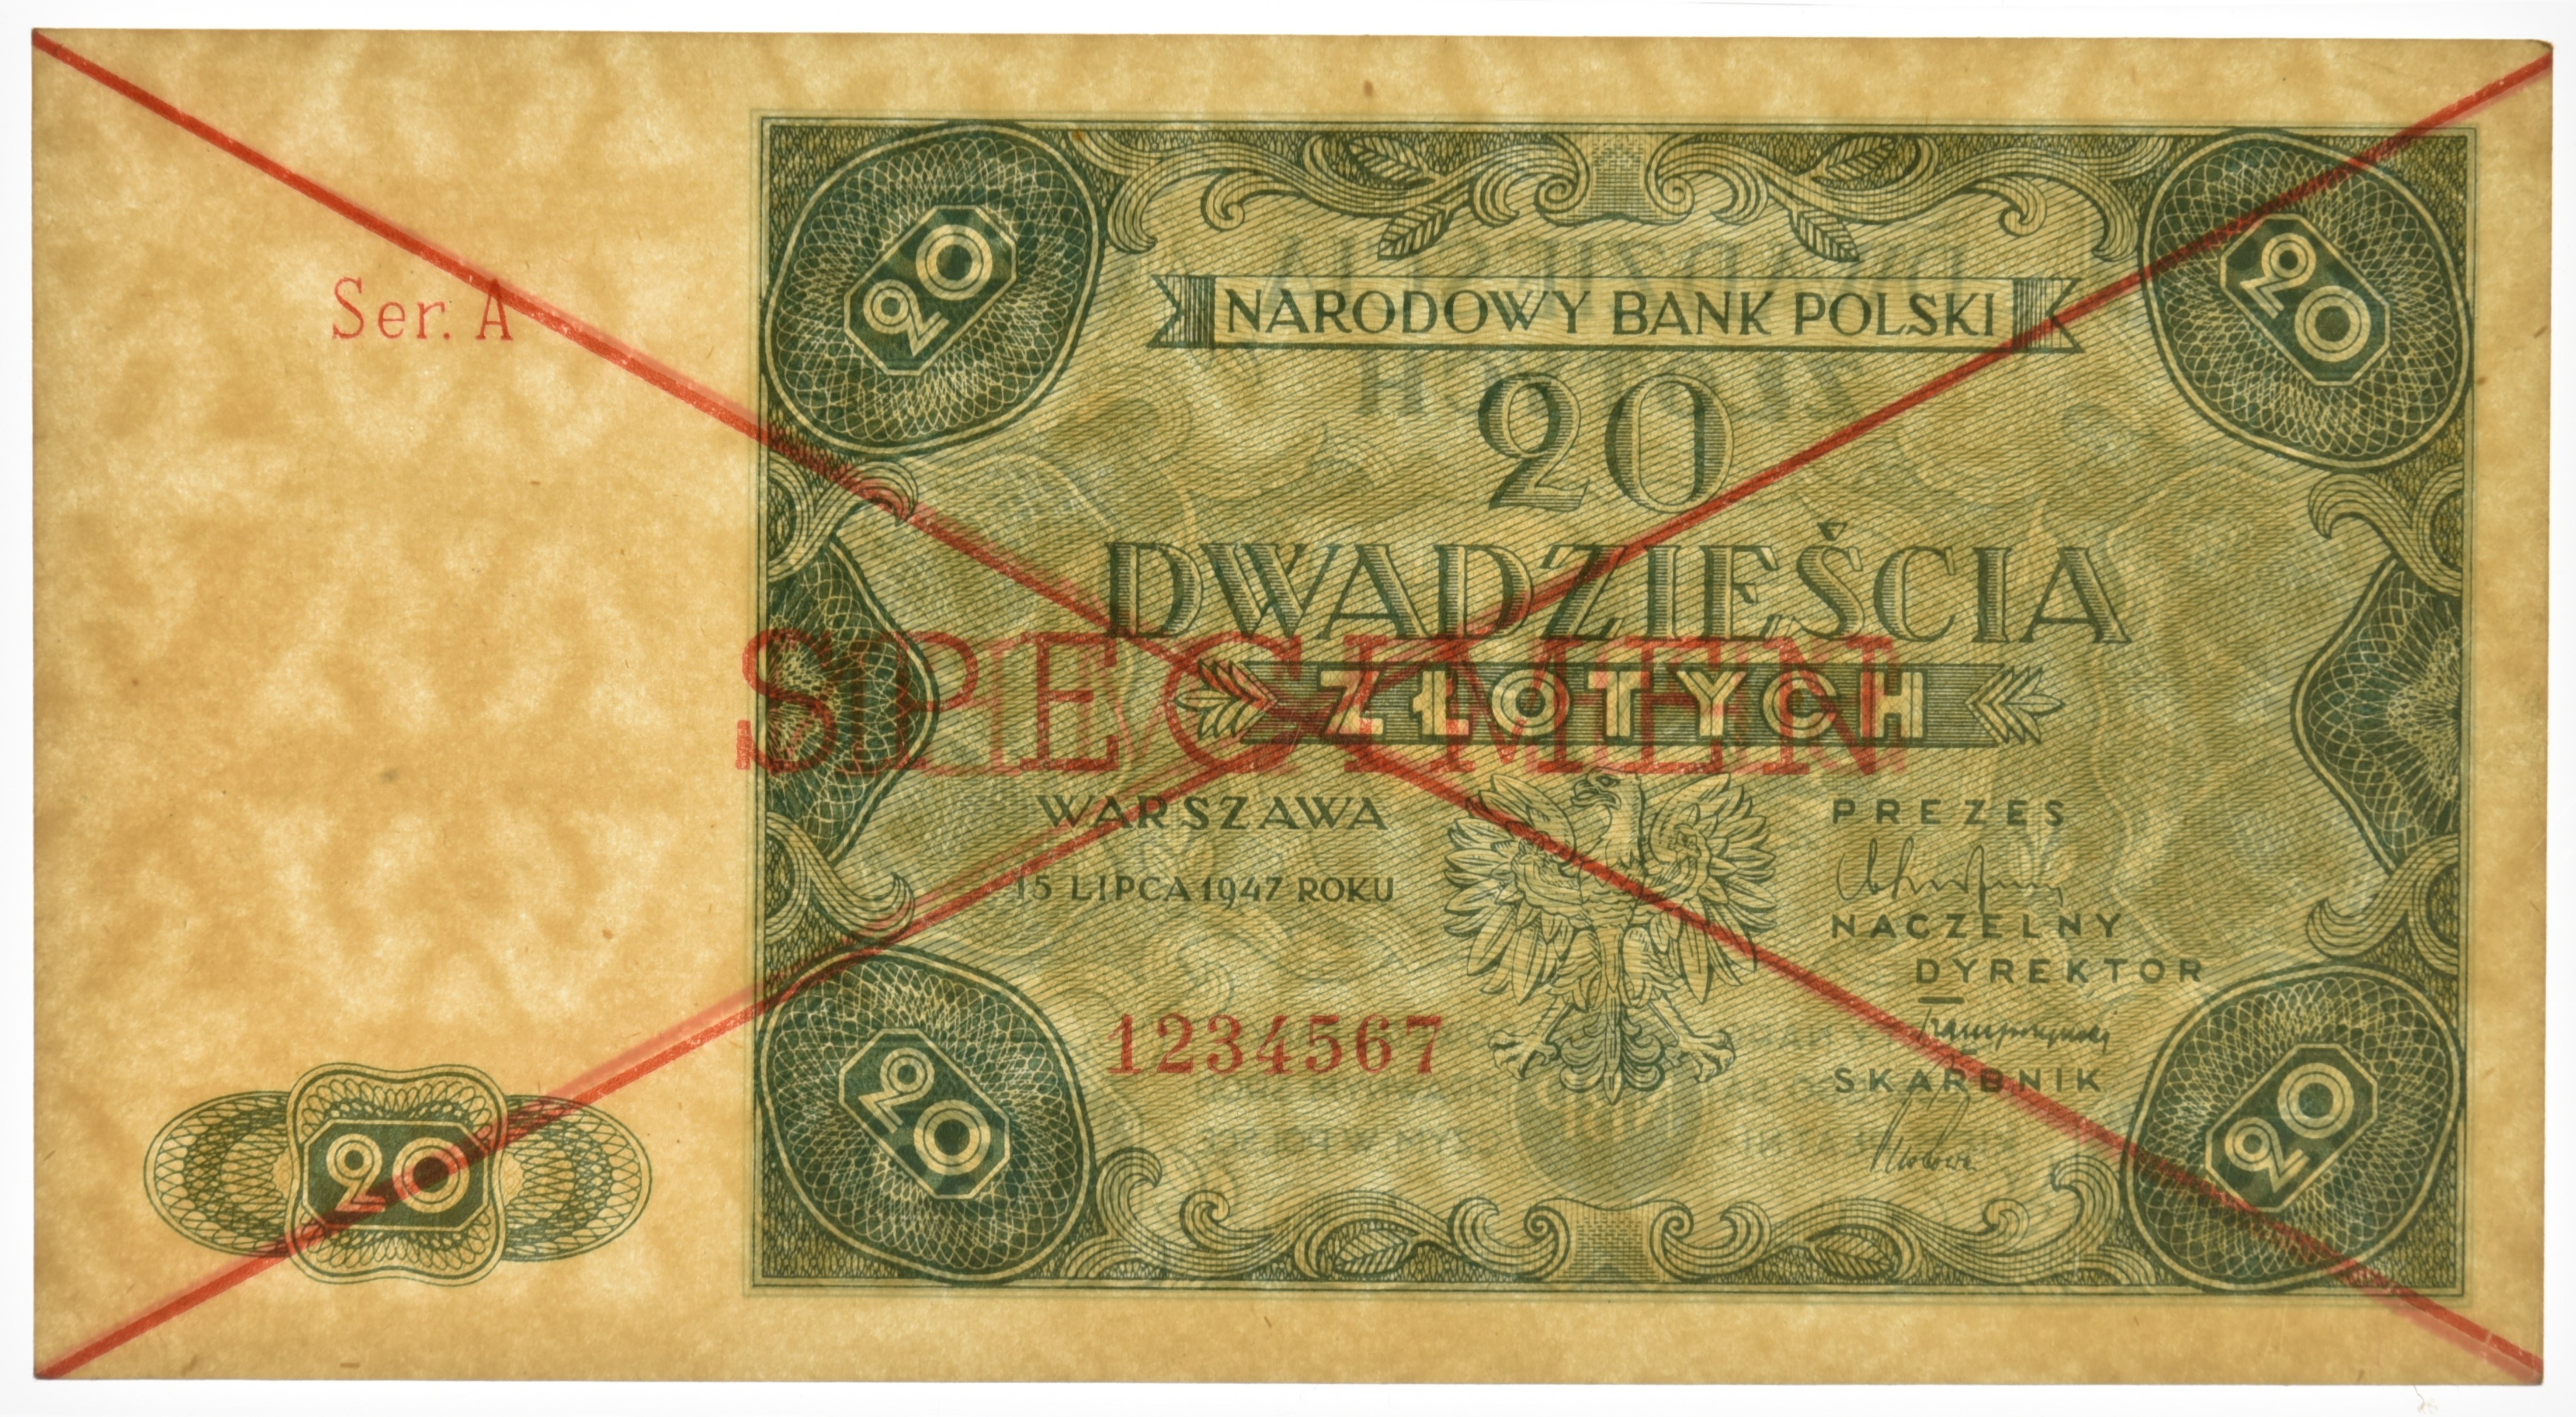 20
20
Ser. A
NARODOWY BANK POLSKI
20
DWADZIEŚCIA
ZŁOTYCH
SPECIMEN
WARSZAWA
15 LIPCA 1947 ROKU
PREZES
NACZELNY
DYREKTOR
1234567
SKARBNIK
20
20
20